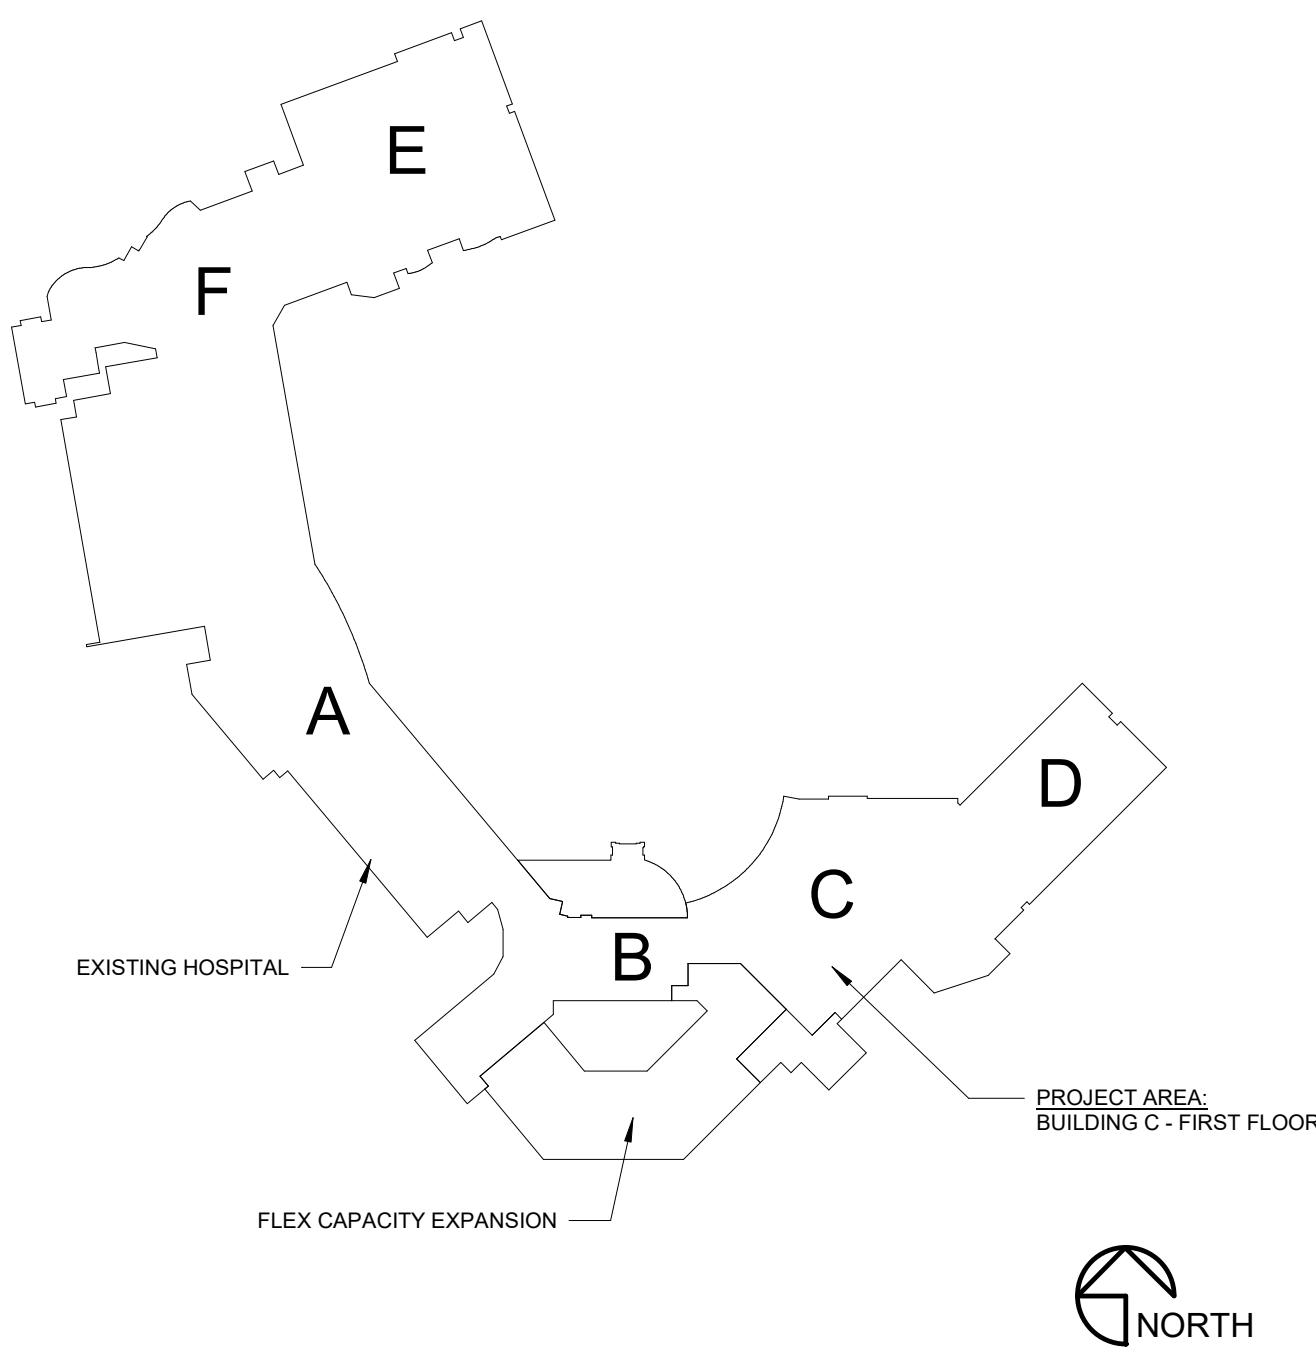 E
F
A
D
C
B
EXISTING HOSPITAL
PROJECT AREA:
BUILDING C - FIRST FLOOR
FLEX CAPACITY EXPANSION
NORTH